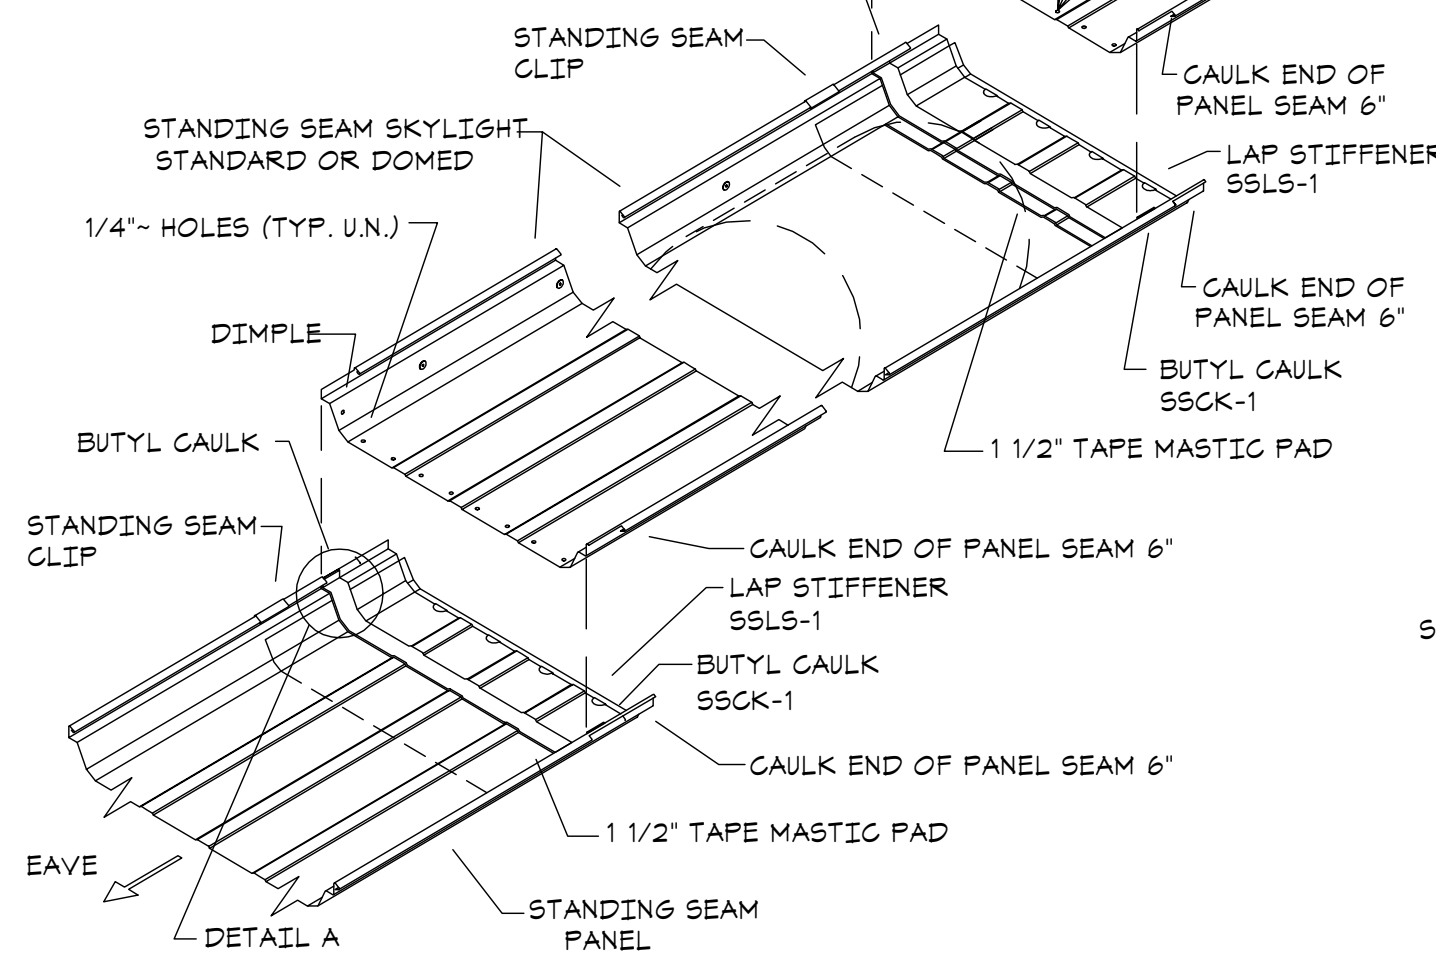 STANDING SEAM
CLIP
CAULK END OF
PANEL SEAM 6"
STANDING SEAM SKYLIGHT
STANDARD OR DOMED
LAP STIFFENER
SSLS-1
1/4"~ HOLES (TYP. U.N.)
CAULK END OF
PANEL SEAM 6"
DIMPLE
BUTYL CAULK
SSCK-1
BUTYL CAULK
1 1/2" TAPE MASTIC PAD
STANDING SEAM
CLIP
CAULK END OF PANEL SEAM 6"
LAP STIFFENER
SSLS-1
S
BUTYL CAULK
SSCK-1
CAULK END OF PANEL SEAM 6"
1 1/2" TAPE MASTIC PAD
EAVE
STANDING SEAM
PANEL
DETAIL A